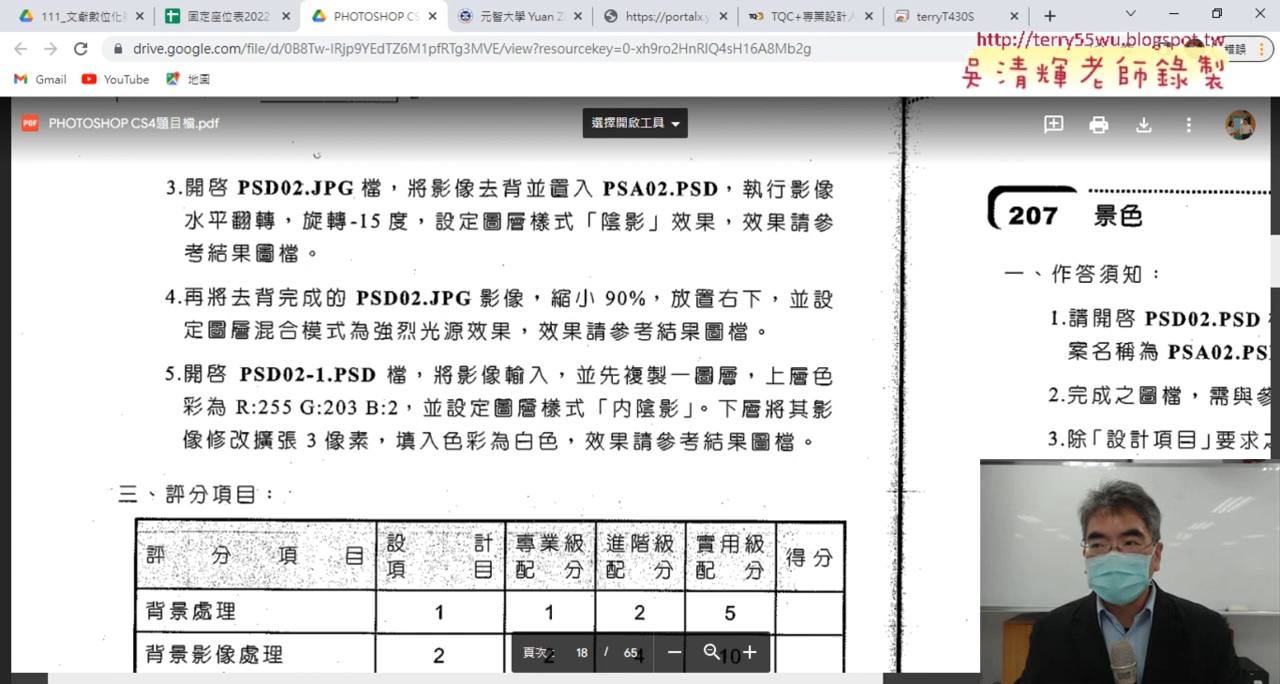 111_文獻數位化
固定座位表2022
PHOTOSHOP CS
元智大學 Yuan Z
https://portalx.y
TQC+專業設計人
terryT430S
drive.google.com/file/d/0B8Tw-IRjp9YEdTZ6M1pfRTg3MVE/view?resourcekey=0-xh9ro2HnRIQ4sH16A8Mb2g
http://terry55wu.blogspot.tw
吳清輝老師錄製
Gmail
YouTube
地圖
PDF
PHOTOSHOP CS4題目檔.pdf
選擇開啟工具
3.開啓 PSD02.JPG 檔，將影像去背並置入 PSA02.PSD，執行影像
水平翻轉，旋轉-15 度，設定圖層樣式「陰影」效果，效果請參
考結果圖檔。
4.再將去背完成的 PSD02.JPG 影像，縮小 90%，放置右下，並設
定圖層混合模式為強烈光源效果，效果請參考結果圖檔。
5.開啓 PSD02-1.PSD 檔，將影像輸入，並先複製一圖層，上層色
彩為 R:255 G:203 B:2，並設定圖層樣式「內陰影」。下層將其影
像修改擴張 3 像素，填入色彩為白色，效果請參考結果圖檔。
三、評分項目：
評分項目
設計項目
專業級配分
進階級配分
實用級配分
得分
背景處理
1
1
2
5
背景影像處理
2
2
4
10
頁次：
18 / 65
207 景色
一、作答須知：
1.請開啓 PSD02.PSD
案名稱為 PSA02.PS
2.完成之圖檔，需與參
3.除「設計項目」要求